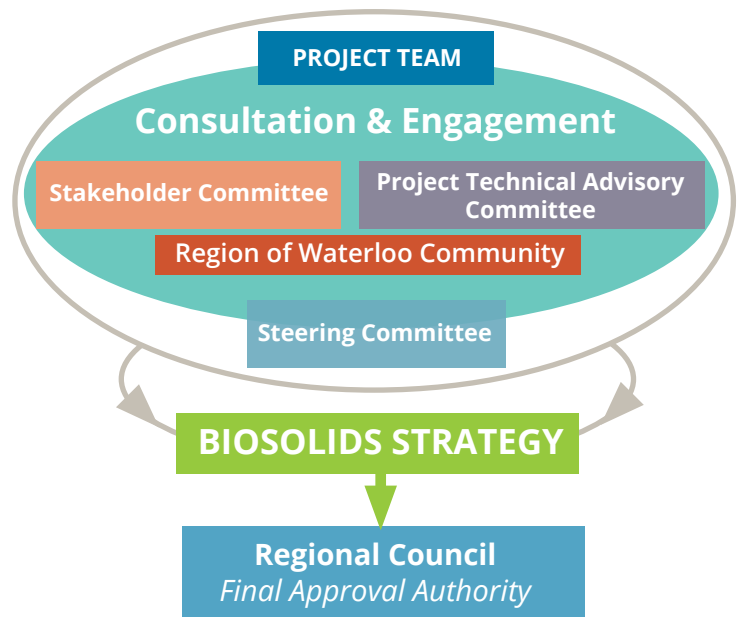 PROJECT TEAM
Consultation & Engagement
Stakeholder Committee
Project Technical Advisory
Committee
Region of Waterloo Community
Steering Committee
BIOSOLIDS STRATEGY
Regional Council
Final Approval Authority